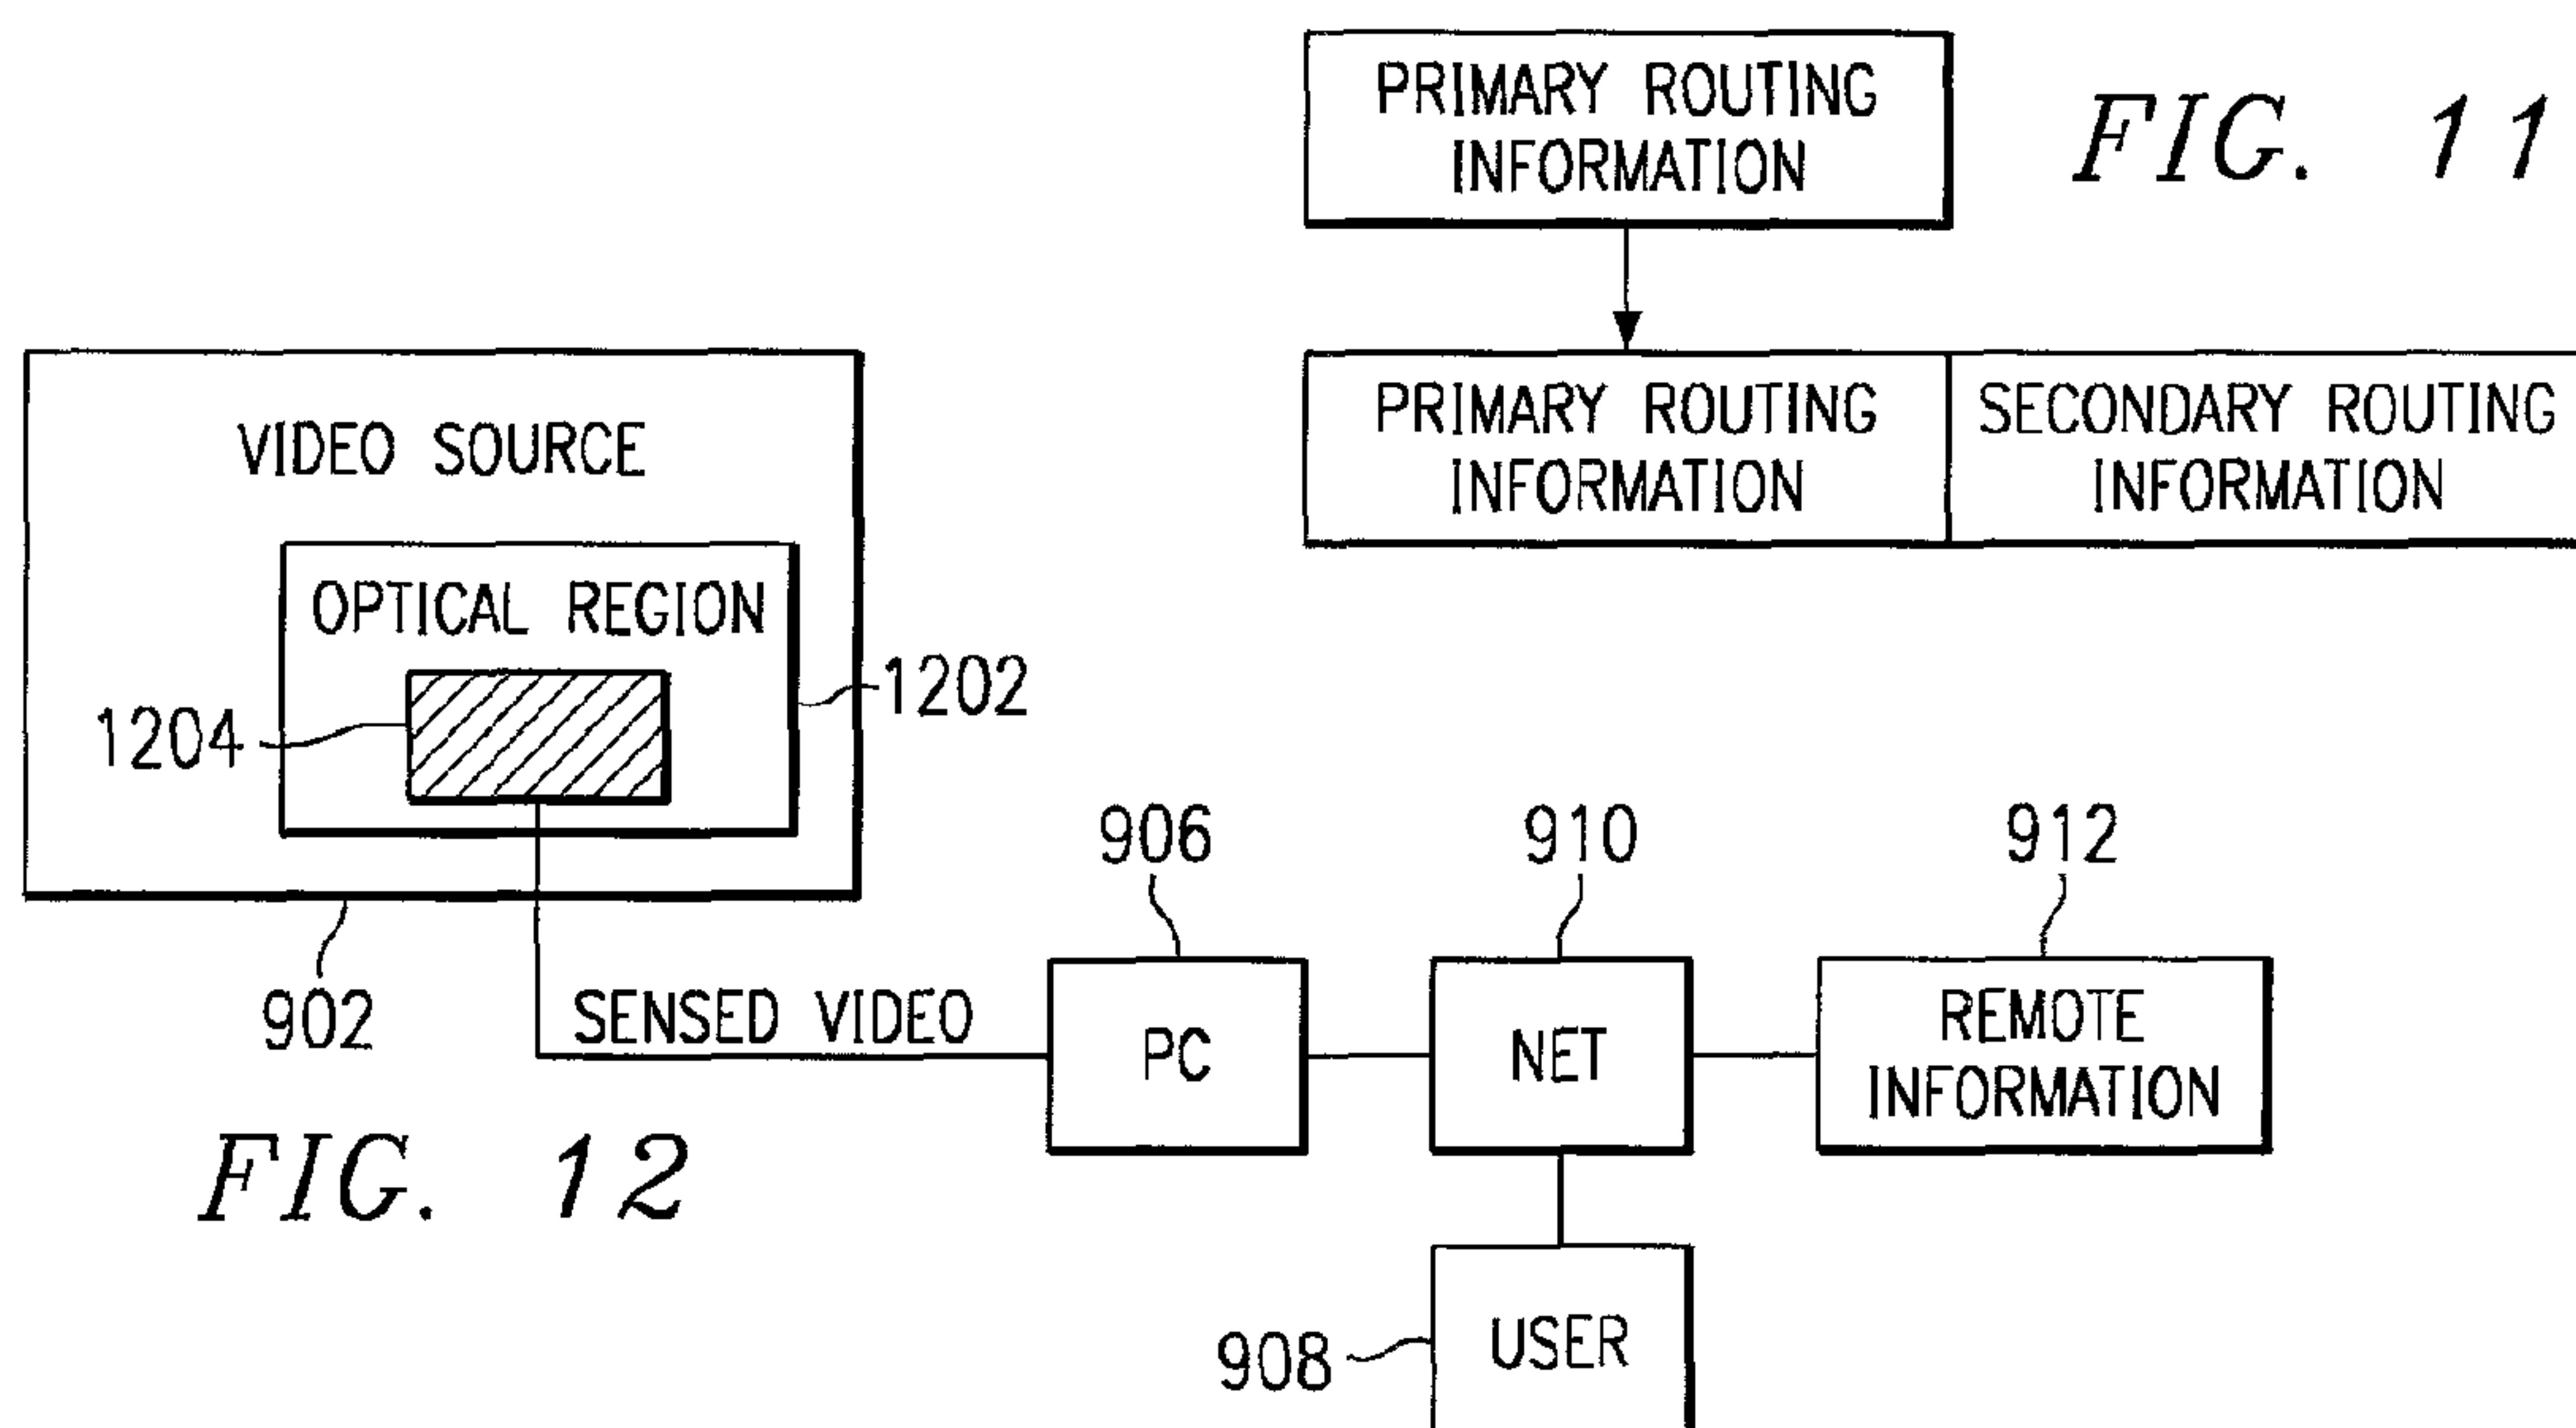 PRIMARY ROUTING
INFORMATION
FIG. 11
PRIMARY ROUTING
INFORMATION
SECONDARY ROUTING
INFORMATION
VIDEO SOURCE
OPTICAL REGION
1202
1204
902
SENSED VIDEO
906
PC
910
NET
912
REMOTE
INFORMATION
908
USER
FIG. 12